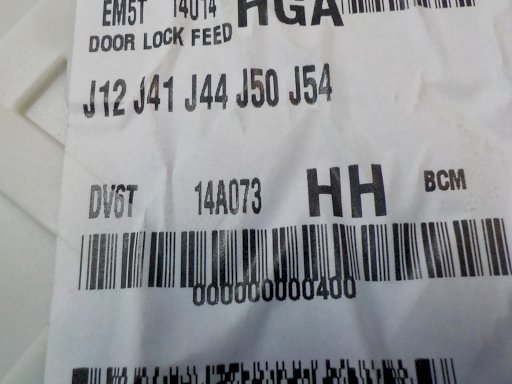 EM5T 14014 HGA
DOOR LOCK FEED
J12 J41 J44 J50 J54
DV6T 14A073 HH BCM
000000000400